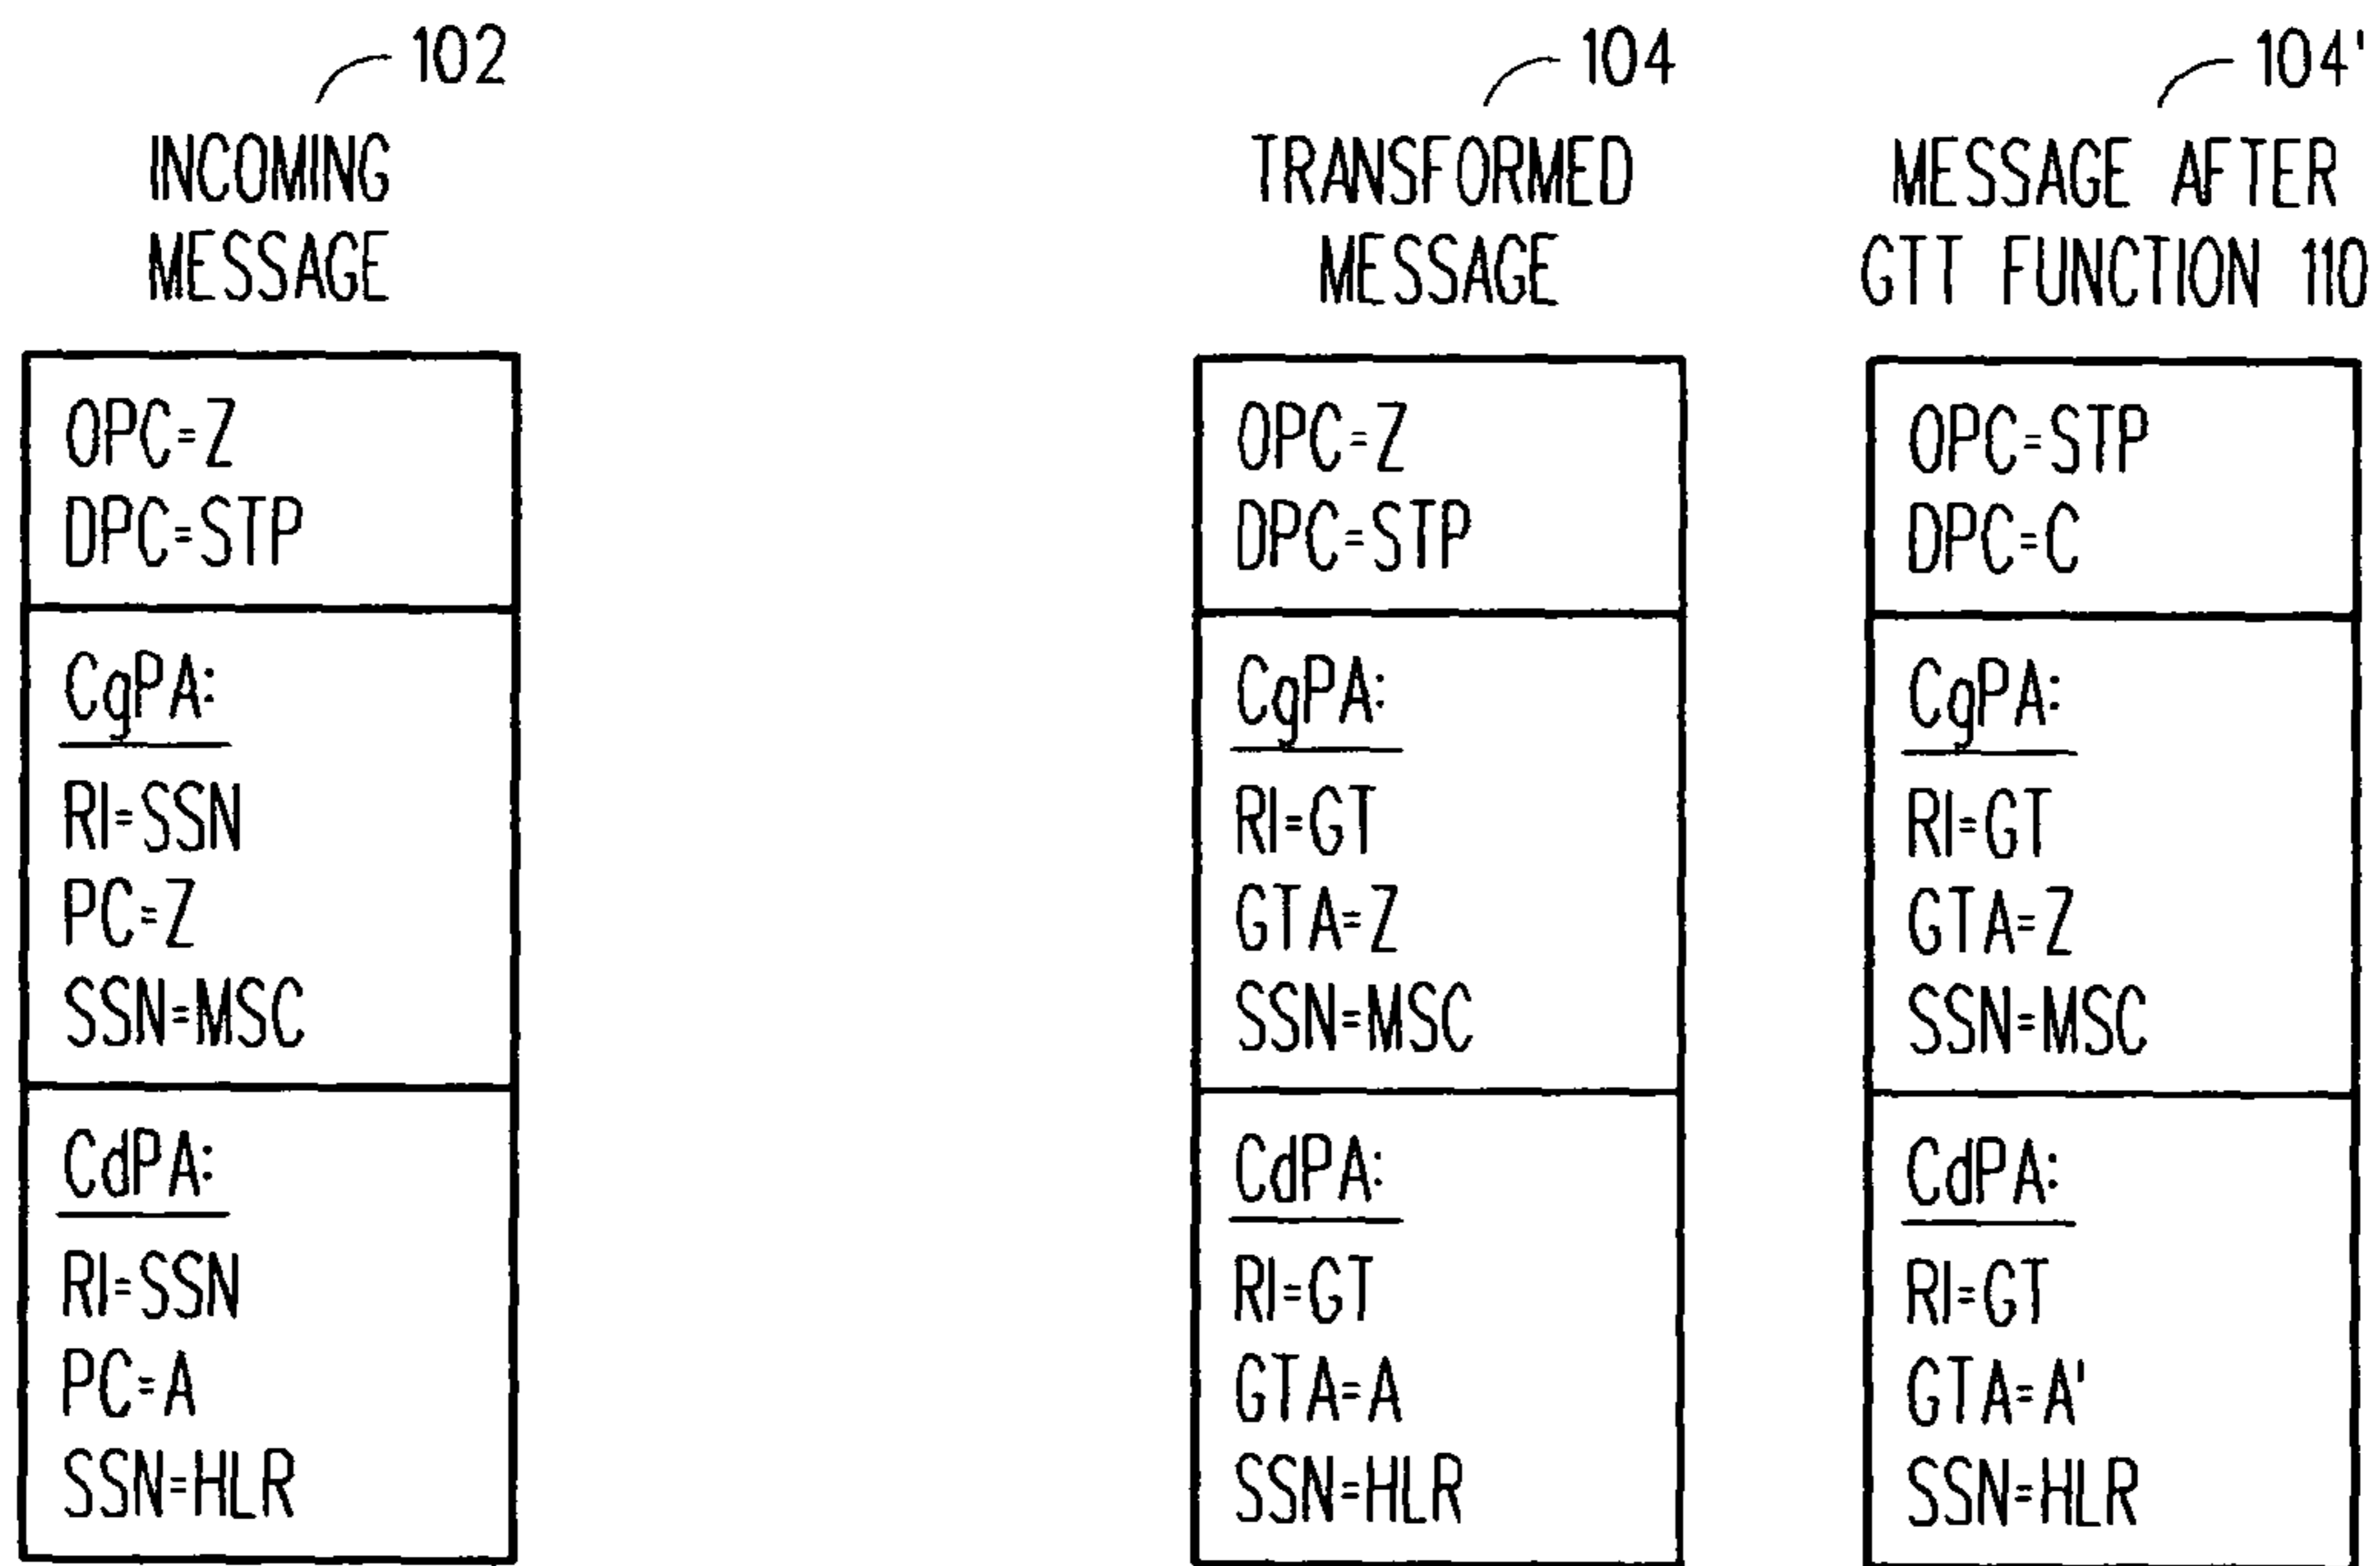 102
INCOMING
MESSAGE
OPC=Z
DPC=STP
CgPA:
RI=SSN
PC=Z
SSN=MSC
CdPA:
RI=SSN
PC=A
SSN=HLR
104
TRANSFORMED
MESSAGE
OPC=Z
DPC=STP
CgPA:
RI=GT
GTA=Z
SSN=MSC
CdPA:
RI=GT
GTA=A
SSN=HLR
104'
MESSAGE AFTER
GTT FUNCTION 110
OPC=STP
DPC=C
CgPA:
RI=GT
GTA=Z
SSN=MSC
CdPA:
RI=GT
GTA=A'
SSN=HLR